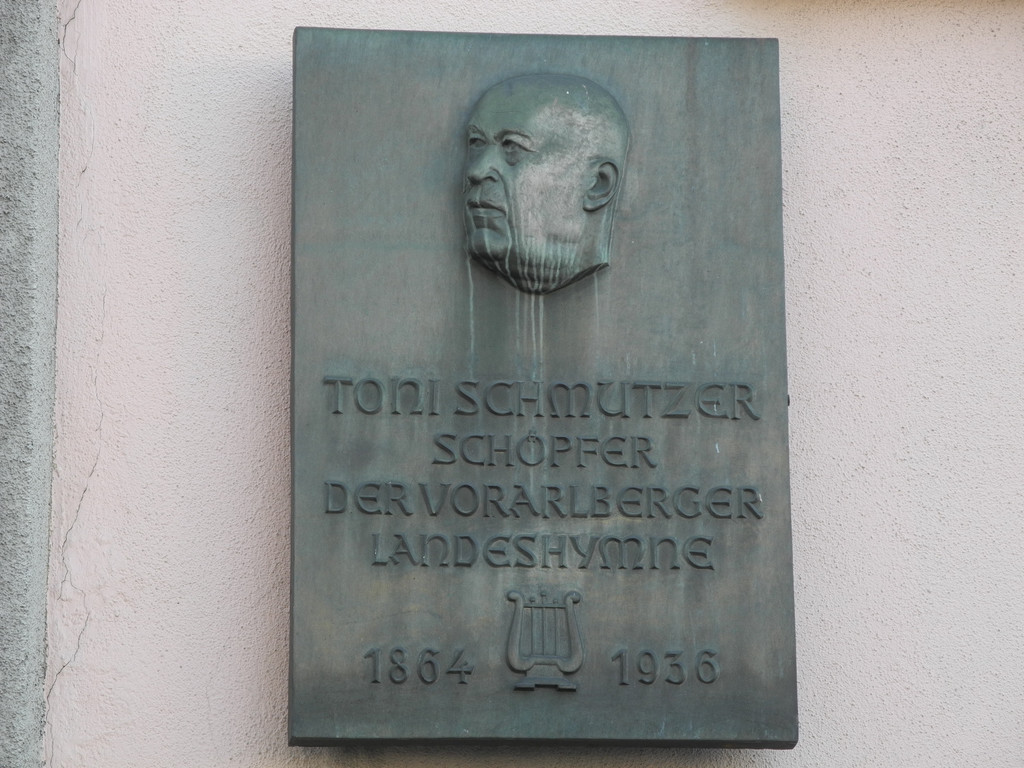 TONI SCHMUTZER
SCHÖPFER
DER VORARLBERGER
LANDESHYMNE
1864 1936